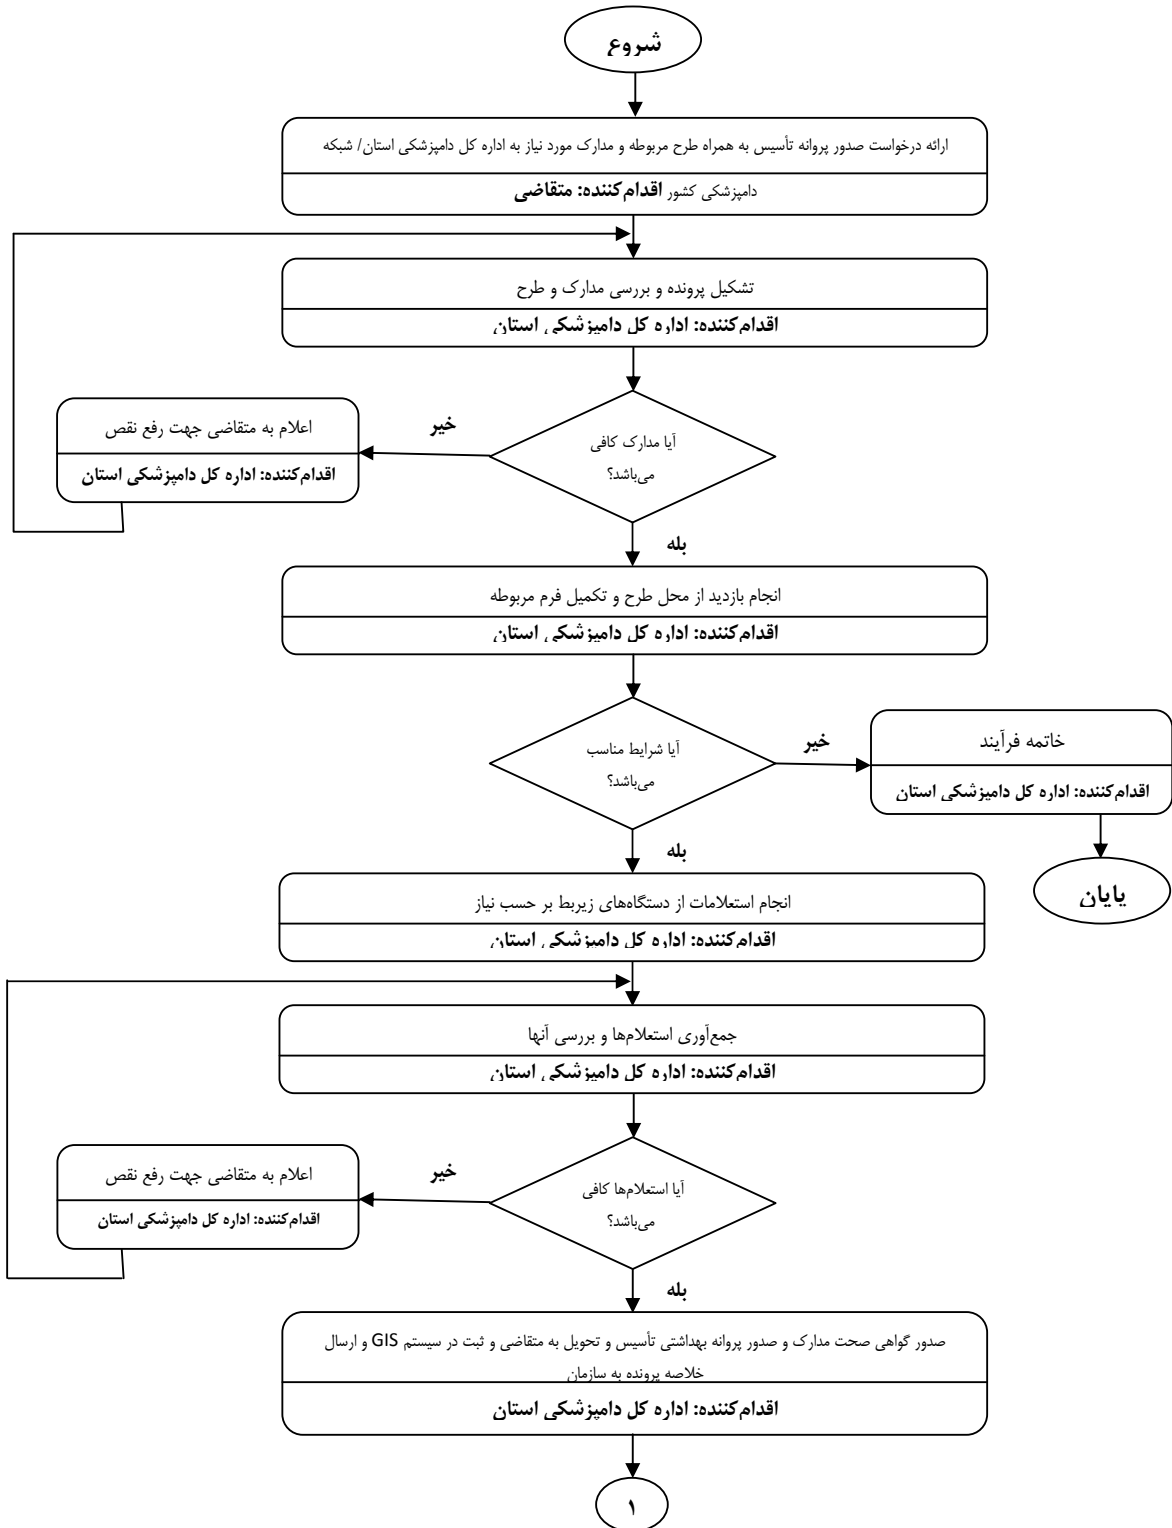 شروع
ارائه درخواست صدور پروانه تأسیس به همراه طرح مربوطه و مدارک مورد نیاز به اداره کل دامپزشکی استان/ شبکه
دامپزشکی کشور اقدام‌کننده: متقاضی
تشکیل پرونده و بررسی مدارک و طرح
اقدام‌کننده: اداره کل دامپزشکی استان
آیا مدارک کافی
می‌باشد؟
خیر
اعلام به متقاضی جهت رفع نقص
اقدام‌کننده: اداره کل دامپزشکی استان
بله
انجام بازدید از محل طرح و تکمیل فرم مربوطه
اقدام‌کننده: اداره کل دامپزشکی استان
آیا شرایط مناسب
می‌باشد؟
خیر
خاتمه فرآیند
اقدام‌کننده: اداره کل دامپزشکی استان
پایان
بله
انجام استعلامات از دستگاه‌های زیربط بر حسب نیاز
اقدام‌کننده: اداره کل دامپزشکی استان
جمع‌آوری استعلام‌ها و بررسی آنها
اقدام‌کننده: اداره کل دامپزشکی استان
آیا استعلام‌ها کافی
می‌باشد؟
خیر
اعلام به متقاضی جهت رفع نقص
اقدام‌کننده: اداره کل دامپزشکی استان
بله
صدور گواهی صحت مدارک و صدور پروانه بهداشتی تأسیس و تحویل به متقاضی و ثبت در سیستم GIS و ارسال
خلاصه پرونده به سازمان
اقدام‌کننده: اداره کل دامپزشکی استان
۱